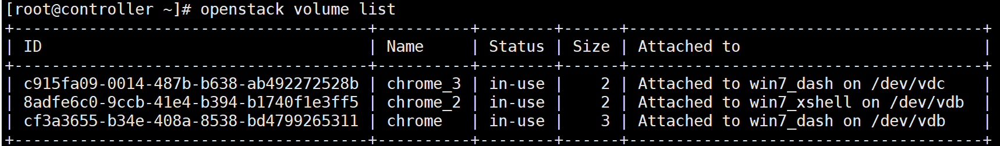 [root@controller ~]# openstack volume list
+--------------------------------------+----------+--------+------+--------------------------------------+
| ID                                   | Name     | Status | Size | Attached to                          |
+--------------------------------------+----------+--------+------+--------------------------------------+
| c915fa09-0014-487b-b638-ab492272528b | chrome_3 | in-use |    2 | Attached to win7_dash on /dev/vdc    |
| 8adfe6c0-9ccb-41e4-b394-b1740f1e3ff5 | chrome_2 | in-use |    2 | Attached to win7_xshell on /dev/vdb  |
| cf3a3655-b34e-408a-8538-bd4799265311 | chrome   | in-use |    3 | Attached to win7_dash on /dev/vdb    |
+--------------------------------------+----------+--------+------+--------------------------------------+